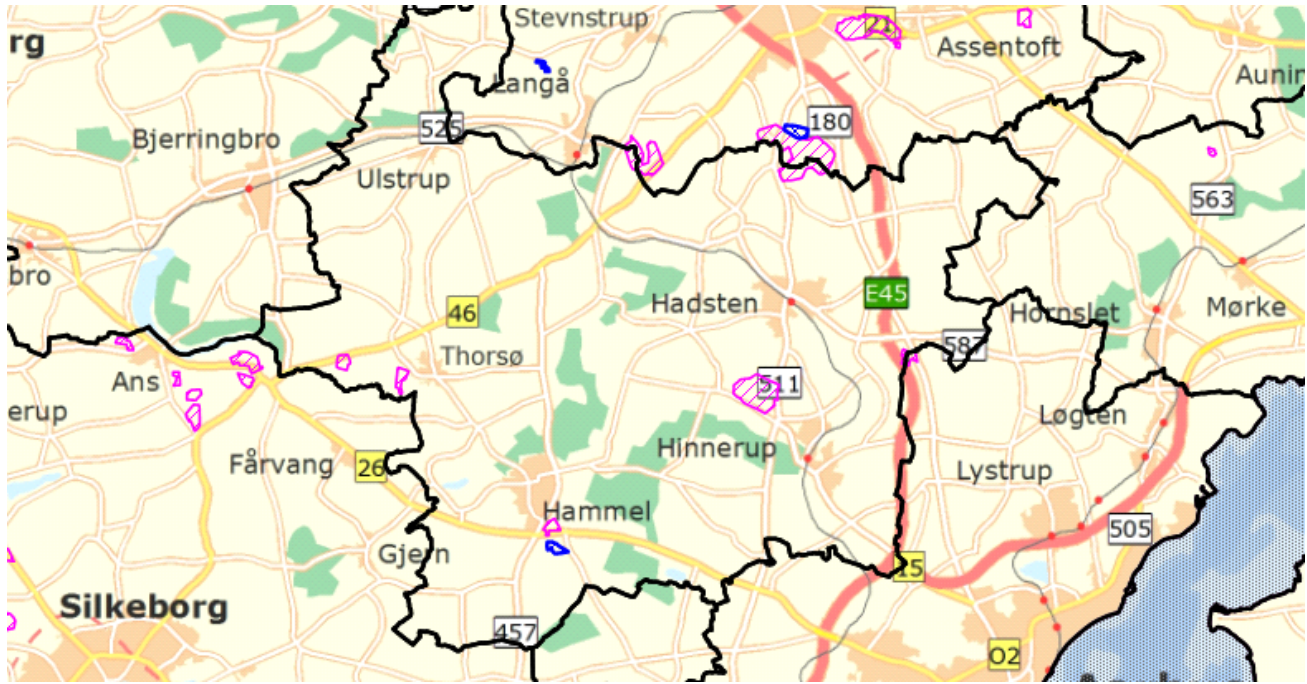 Stevnstrup
21
Assentoft
rg
Langå
Aunin
525
180
Bjerringbro
Ulstrup
563
bro
Hadsten
E45
46
Hornslet
Mørke
587
Thorsø
Ans
511
erup
Løgten
Hinnerup
Fårvang
26
Lystrup
Hammel
505
Gjern
15
Silkeborg
457
O2